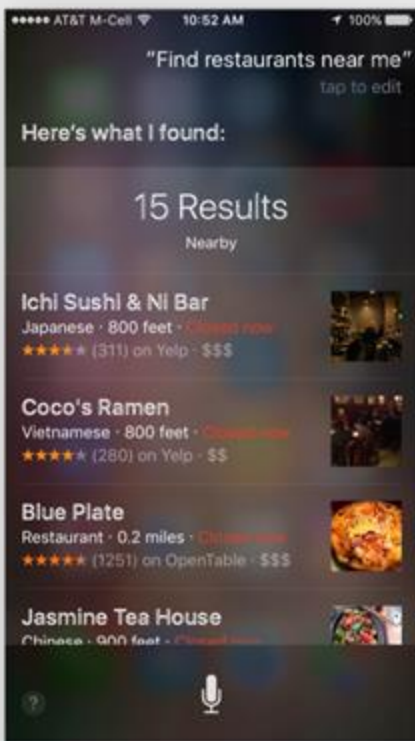 AT&T M-Cell 10:52 AM 100%
“Find restaurants near me”
tap to edit
Here's what I found:
15 Results
Nearby
Ichi Sushi & Ni Bar
Japanese · 800 feet · Closed now
(311) on Yelp · $$$
Coco's Ramen
Vietnamese · 800 feet · Closed now
(280) on Yelp · $$
Blue Plate
Restaurant · 0.2 miles · Closed now
(1251) on OpenTable · $$$
Jasmine Tea House
Chinese · 900 feet · Closed now
?